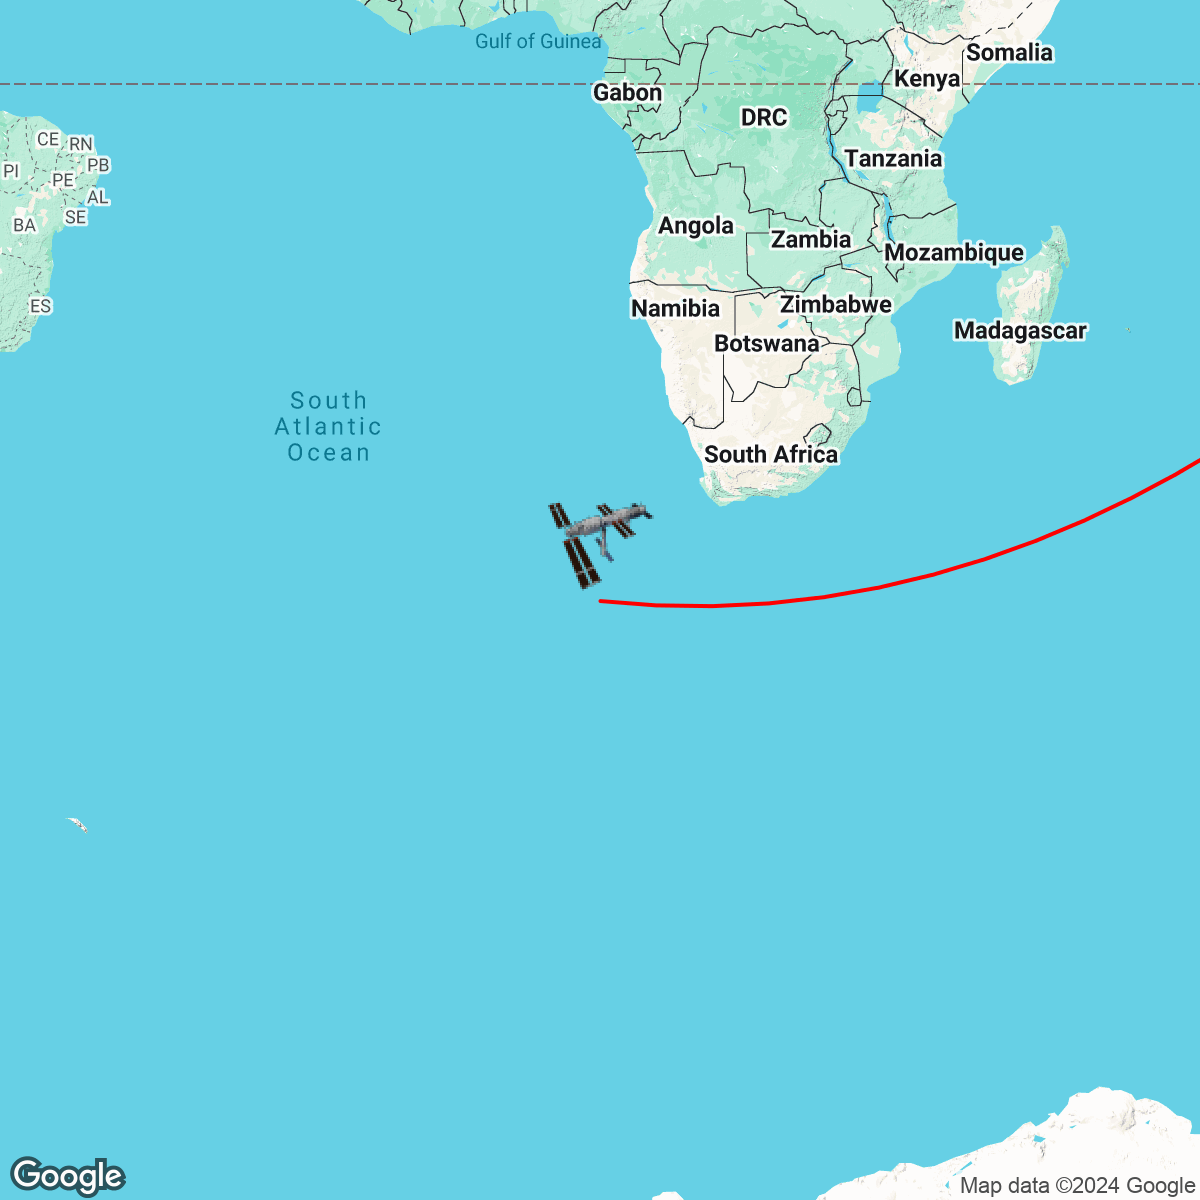 Gulf of Guinea
Somalia
Kenya
Gabon
DRC
CE
RN
Tanzania
PB
PI
PE
AL
SE
BA
Angola
Zambia
Mozambique
ES
Namibia
Zimbabwe
Madagascar
Botswana
South
Atlantic
Ocean
South Africa
Google
Map data ©2024 Google